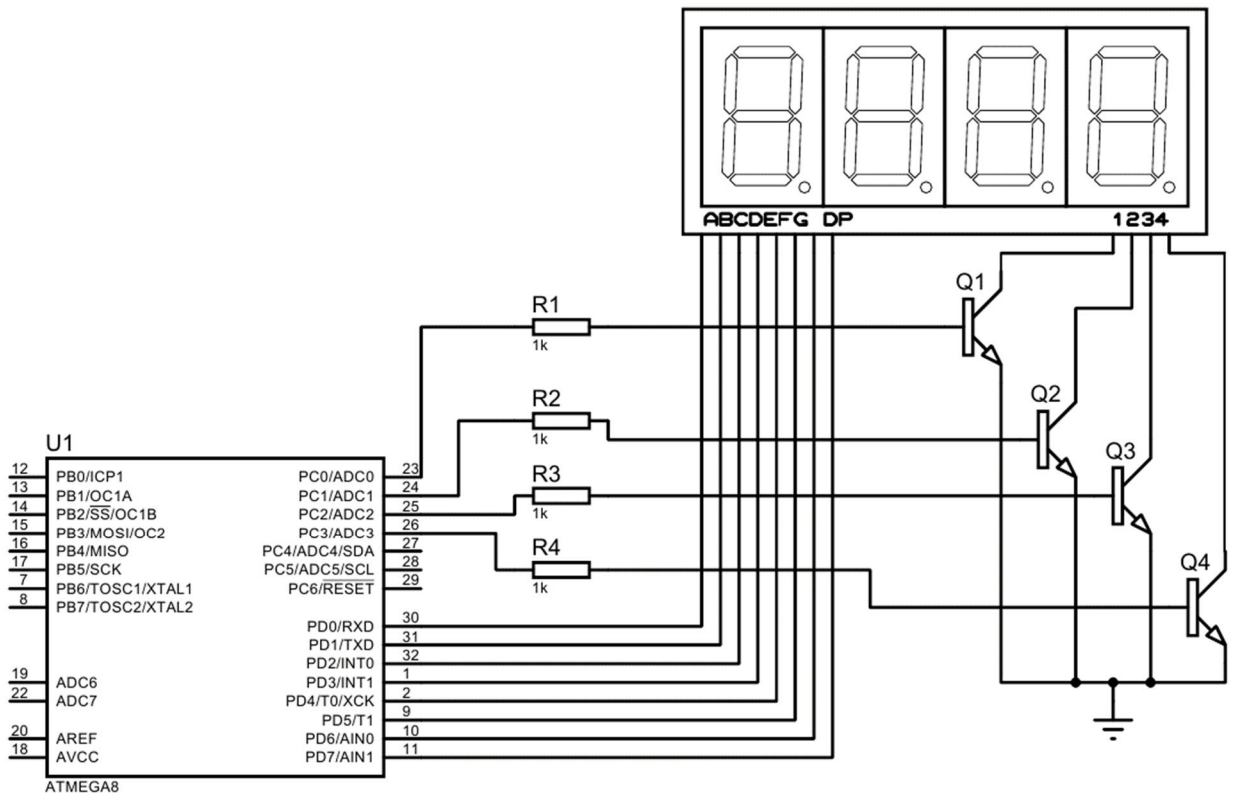 ABCDEFG DP
1234
Q1
R1
1k
Q2
R2
1k
Q3
R3
1k
Q4
R4
1k
U1
12 PB0/ICP1
13 PB1/OC1A
14 PB2/SS/OC1B
15 PB3/MOSI/OC2
16 PB4/MISO
17 PB5/SCK
7 PB6/TOSC1/XTAL1
8 PB7/TOSC2/XTAL2
19 ADC6
22 ADC7
20 AREF
18 AVCC
PC0/ADC0 23
PC1/ADC1 24
PC2/ADC2 25
PC3/ADC3 26
PC4/ADC4/SDA 27
PC5/ADC5/SCL 28
PC6/RESET 29
PD0/RXD 30
PD1/TXD 31
PD2/INT0 32
PD3/INT1 1
PD4/T0/XCK 2
PD5/T1 9
PD6/AIN0 10
PD7/AIN1 11
ATMEGA8